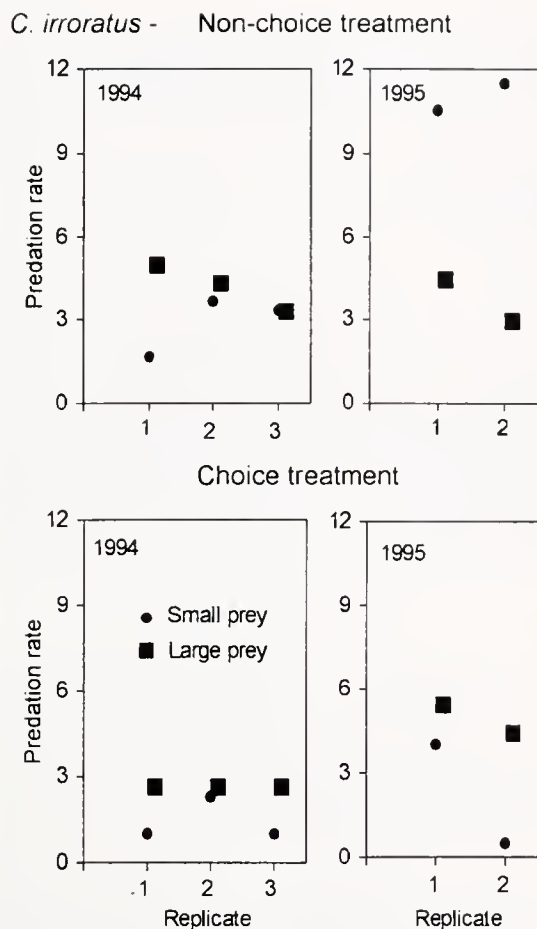 C. irroratus - Non-choice treatment
12
9
6
3
0
Predation rate
1994
1 2 3
12
9
6
3
0
1995
1 2
Choice treatment
12
9
6
3
0
Predation rate
1994
Small prey
Large prey
1 2 3
Replicate
12
9
6
3
0
1995
1 2
Replicate